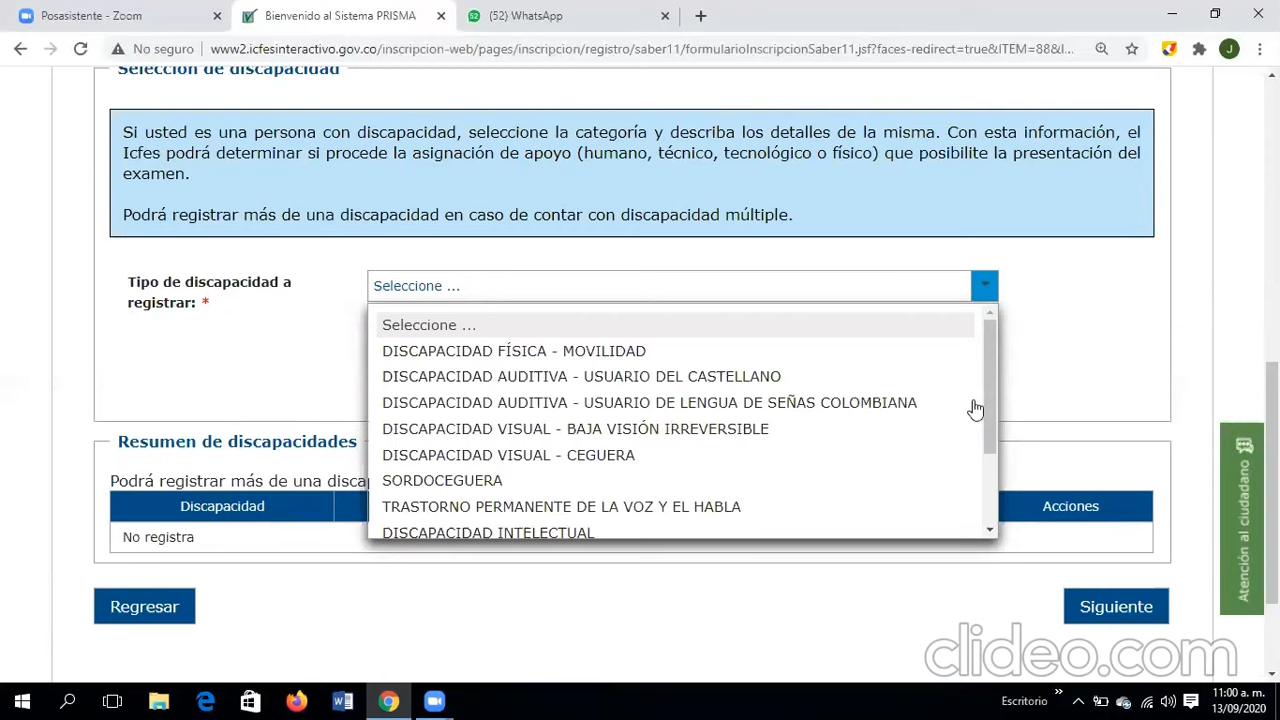 Posasistente - Zoom
Bienvenido al Sistema PRISMA
(52) WhatsApp
No seguro
www2.icfesinteractivo.gov.co/inscripcion-web/pages/inscripcion/registro/saber11/formularioInscripcionSaber11.jsf?faces-redirect=true&ITEM=88&I...
J
Selección de discapacidad
Si usted es una persona con discapacidad, seleccione la categoría y describa los detalles de la misma. Con esta información, el
Icfes podrá determinar si procede la asignación de apoyo (humano, técnico, tecnológico o físico) que posibilite la presentación del
examen.
Podrá registrar más de una discapacidad en caso de contar con discapacidad múltiple.
Tipo de discapacidad a
registrar: *
Seleccione ...
Seleccione ...
DISCAPACIDAD FÍSICA - MOVILIDAD
DISCAPACIDAD AUDITIVA - USUARIO DEL CASTELLANO
DISCAPACIDAD AUDITIVA - USUARIO DE LENGUA DE SEÑAS COLOMBIANA
DISCAPACIDAD VISUAL - BAJA VISIÓN IRREVERSIBLE
DISCAPACIDAD VISUAL - CEGUERA
SORDOCEGUERA
TRASTORNO PERMANENTE DE LA VOZ Y EL HABLA
DISCAPACIDAD INTELECTUAL
Resumen de discapacidades
Podrá registrar más de una discap
Discapacidad
Acciones
No registra
Regresar
Siguiente
Atención al ciudadano
clideo.com
Escritorio
11:00 a. m.
13/09/2020